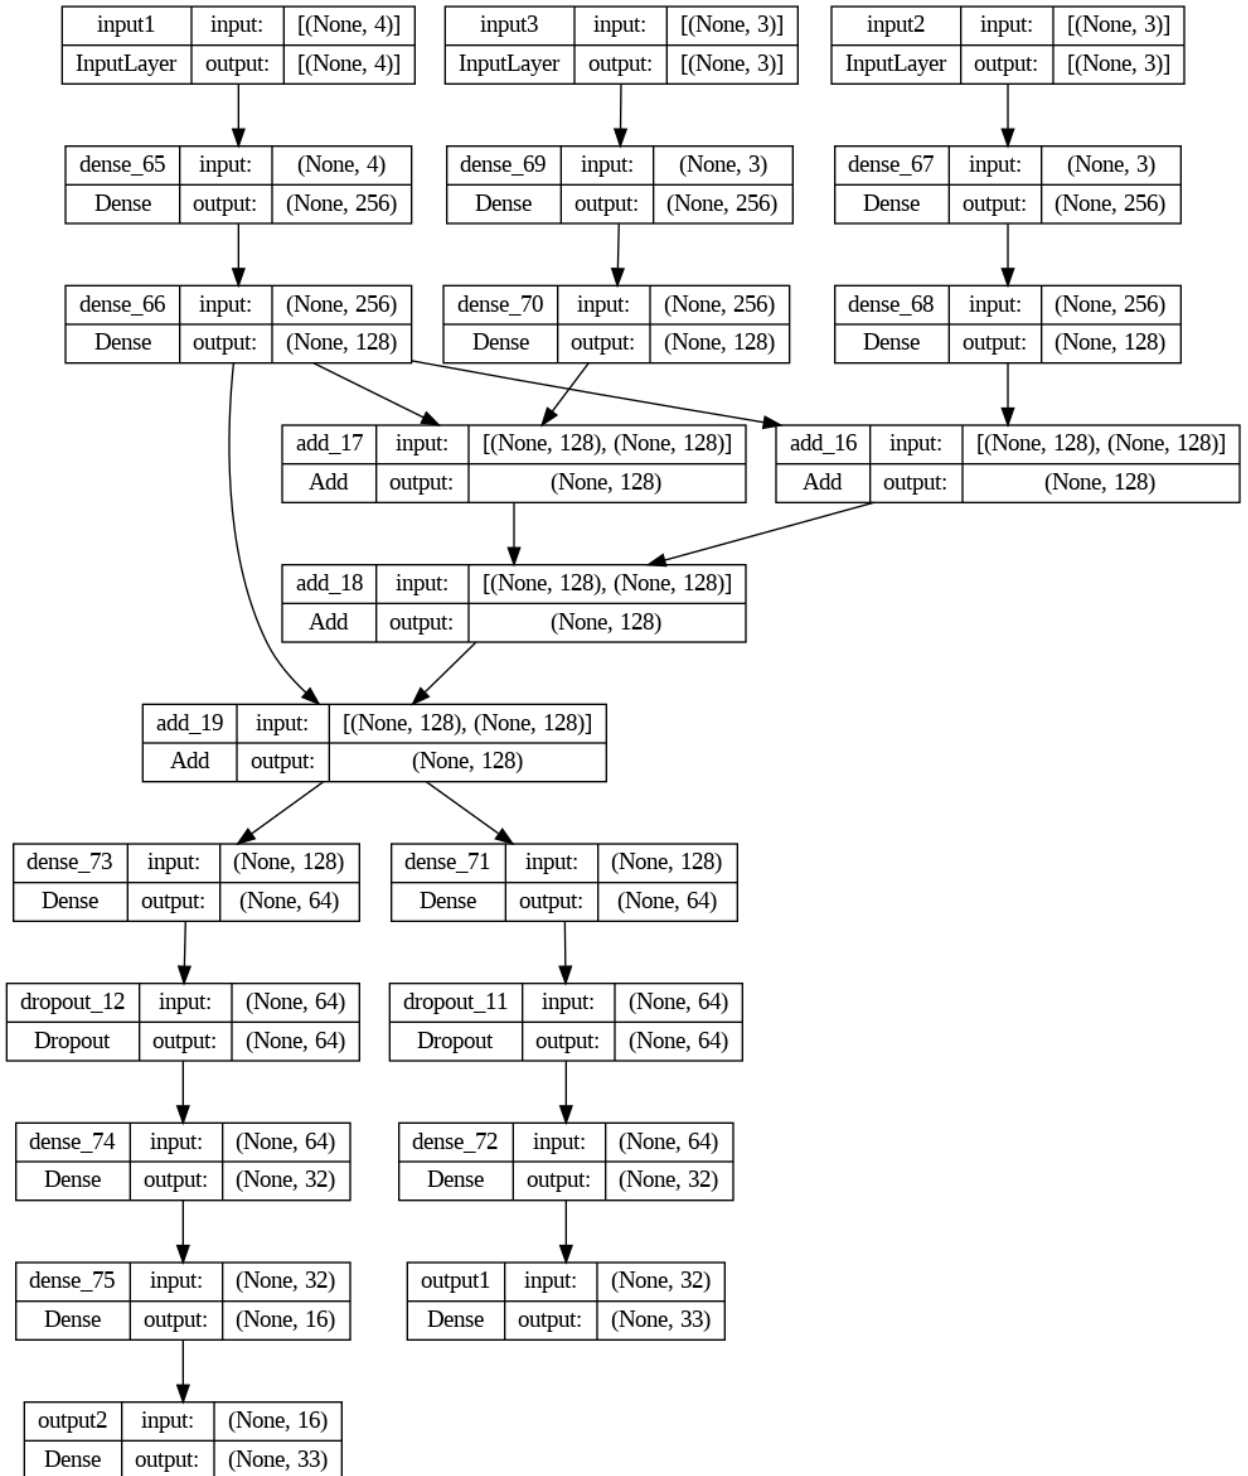 input1 input: [(None, 4)]
InputLayer output: [(None, 4)]
input3 input: [(None, 3)]
InputLayer output: [(None, 3)]
input2 input: [(None, 3)]
InputLayer output: [(None, 3)]
dense_65 input: (None, 4)
Dense output: (None, 256)
dense_69 input: (None, 3)
Dense output: (None, 256)
dense_67 input: (None, 3)
Dense output: (None, 256)
dense_66 input: (None, 256)
Dense output: (None, 128)
dense_70 input: (None, 256)
Dense output: (None, 128)
dense_68 input: (None, 256)
Dense output: (None, 128)
add_17 input: [(None, 128), (None, 128)]
Add output: (None, 128)
add_16 input: [(None, 128), (None, 128)]
Add output: (None, 128)
add_18 input: [(None, 128), (None, 128)]
Add output: (None, 128)
add_19 input: [(None, 128), (None, 128)]
Add output: (None, 128)
dense_73 input: (None, 128)
Dense output: (None, 64)
dense_71 input: (None, 128)
Dense output: (None, 64)
dropout_12 input: (None, 64)
Dropout output: (None, 64)
dropout_11 input: (None, 64)
Dropout output: (None, 64)
dense_74 input: (None, 64)
Dense output: (None, 32)
dense_72 input: (None, 64)
Dense output: (None, 32)
dense_75 input: (None, 32)
Dense output: (None, 16)
output1 input: (None, 32)
Dense output: (None, 33)
output2 input: (None, 16)
Dense output: (None, 33)